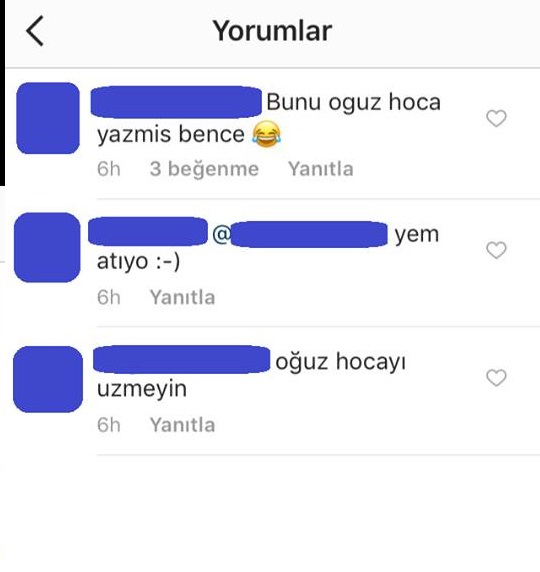 Yorumlar
Bunu oguz hoca
yazmis bence 😂
6h 3 beğenme Yanıtla
@ yem
atıyo :-)
6h Yanıtla
oğuz hocayı
uzmeyin
6h Yanıtla